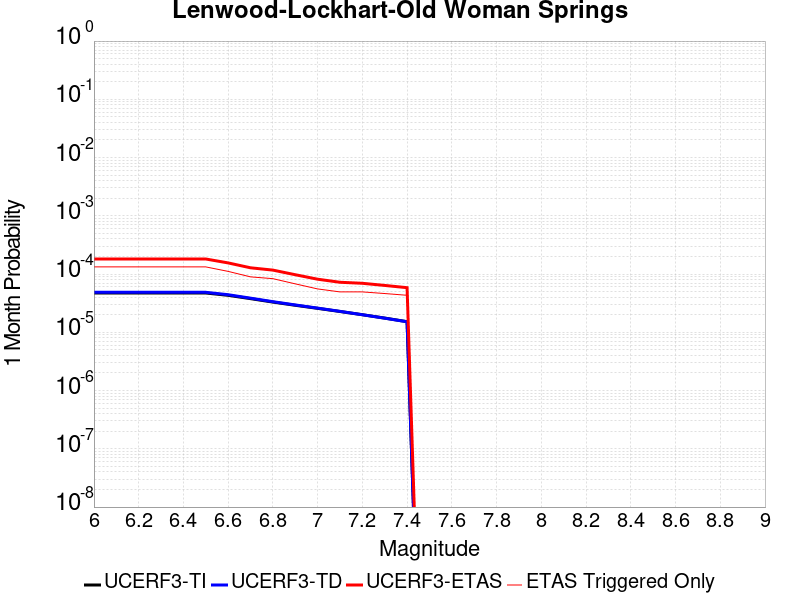 Lenwood-Lockhart-Old Woman Springs
1 Month Probability
10^0
10^-1
10^-2
10^-3
10^-4
10^-5
10^-6
10^-7
10^-8
6 6.2 6.4 6.6 6.8 7 7.2 7.4 7.6 7.8 8 8.2 8.4 8.6 8.8 9
Magnitude
UCERF3-TI UCERF3-TD UCERF3-ETAS ETAS Triggered Only